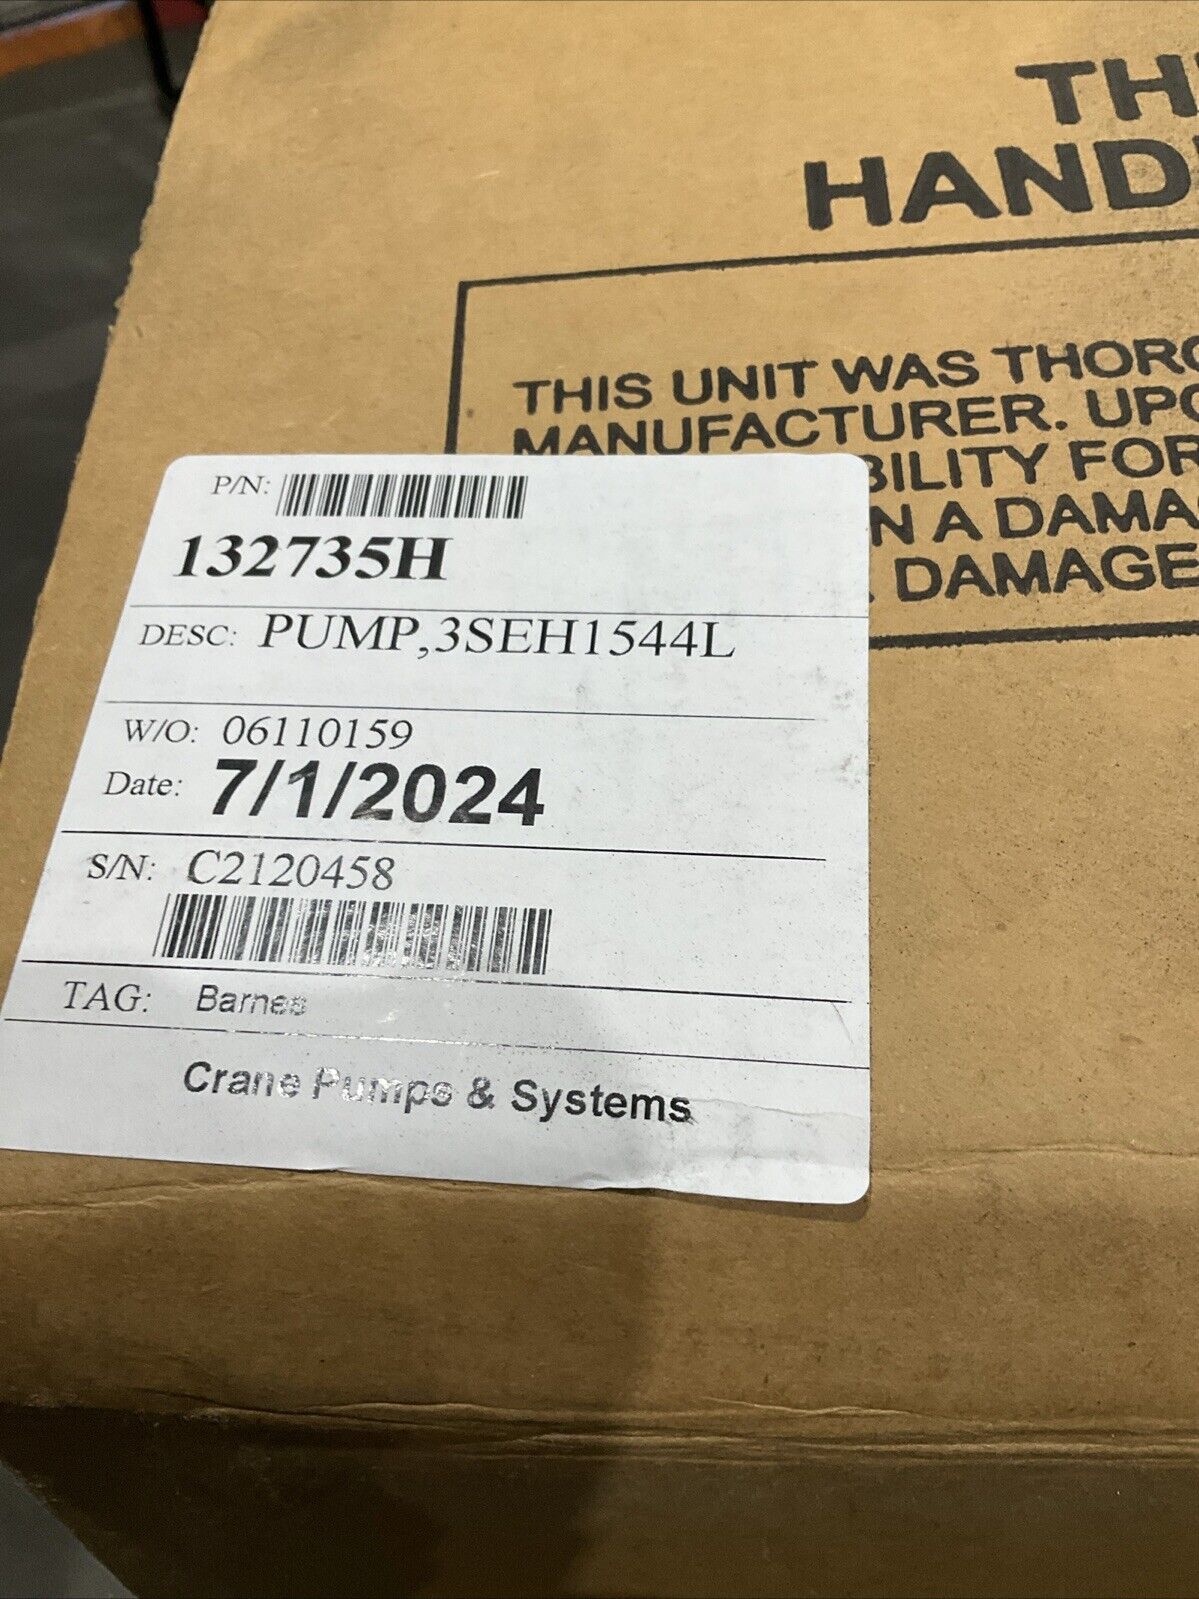 TH
HAND
THIS UNIT WAS THORO
MANUFACTURER. UPO
BILITY FOR
N A DAMA
DAMAGE
P/N:
132735H
DESC: PUMP,3SEH1544L
W/O: 06110159
Date: 7/1/2024
S/N: C2120458
TAG: Barnes
Crane Pumps & Systems